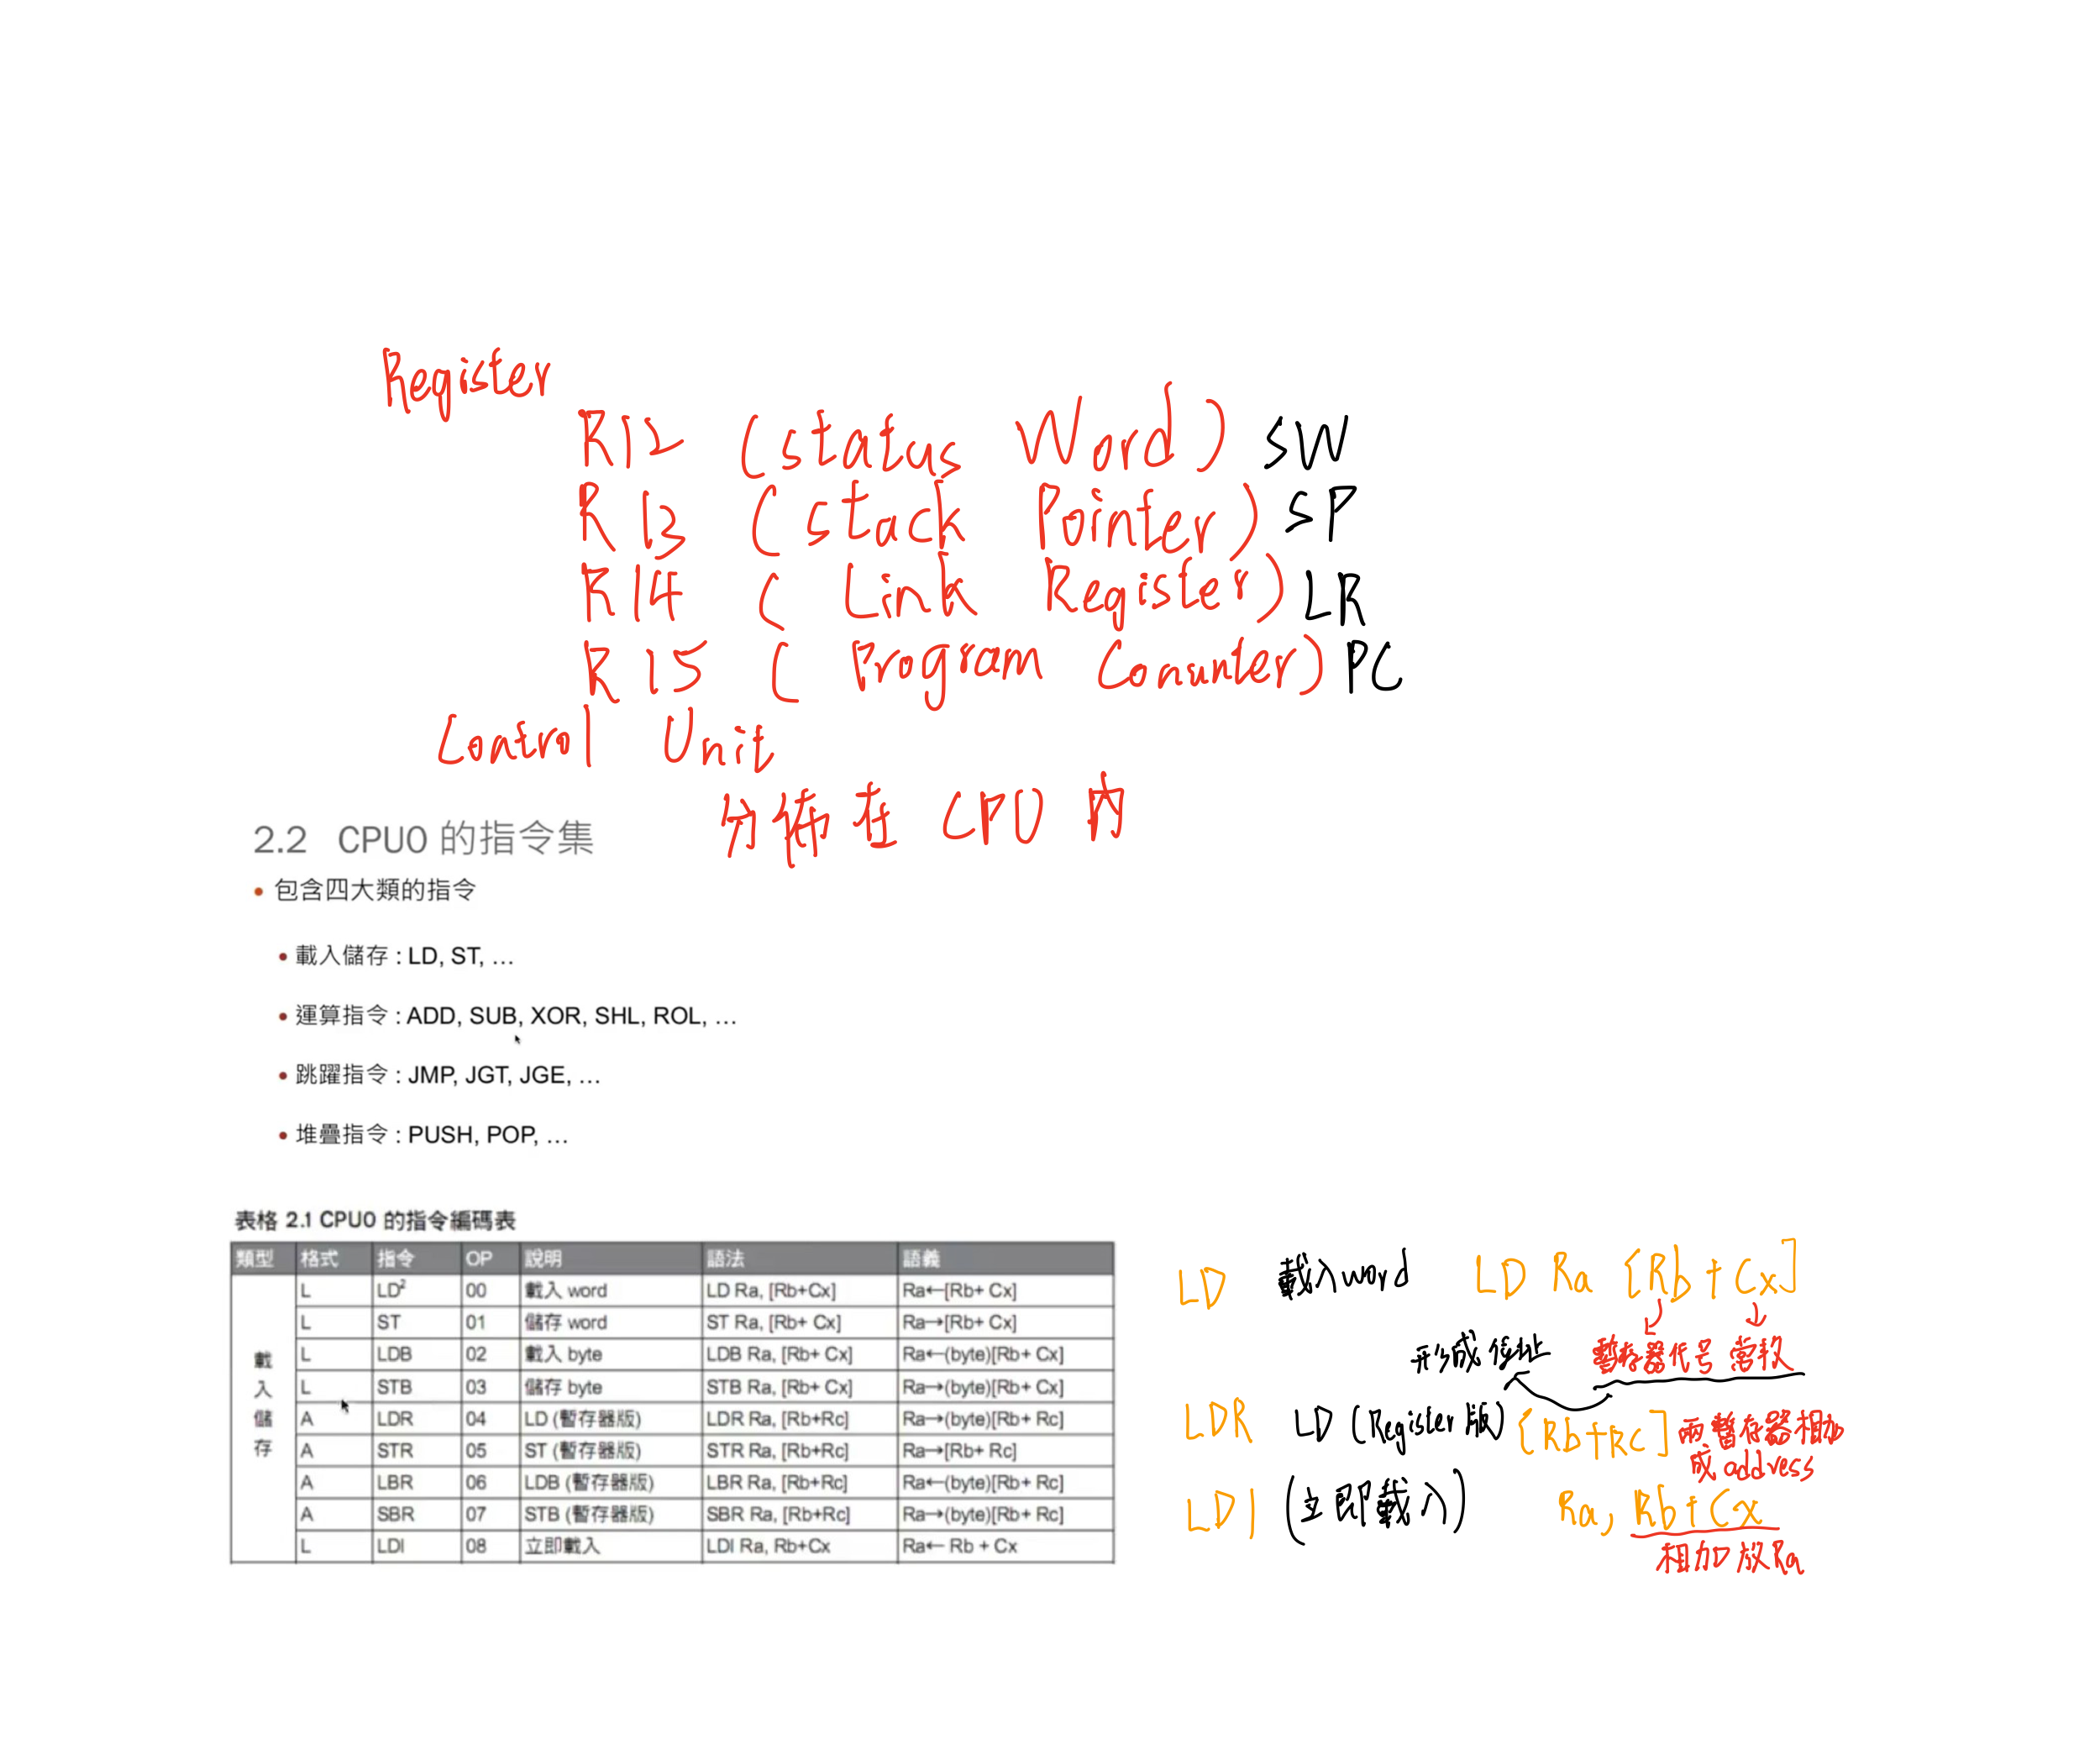 Register
R12 (status Word) SW
R13 (stack Pointer) SP
R14 (Link Register) LR
R15 (Program Conunter) PC
Control Unit
分佈在 CPU 內
2.2 CPU0 的指令集
• 包含四大類的指令
• 載入儲存 : LD, ST, …
• 運算指令 : ADD, SUB, XOR, SHL, ROL, …
• 跳躍指令 : JMP, JGT, JGE, …
• 堆疊指令 : PUSH, POP, …
表格 2.1 CPU0 的指令編碼表
類型 格式 指令 OP 說明 語法 語義
載入儲存
L LD² 00 載入 word LD Ra, [Rb+Cx] Ra←[Rb+ Cx]
L ST 01 儲存 word ST Ra, [Rb+ Cx] Ra→[Rb+ Cx]
L LDB 02 載入 byte LDB Ra, [Rb+ Cx] Ra←(byte)[Rb+ Cx]
L STB 03 儲存 byte STB Ra, [Rb+ Cx] Ra→(byte)[Rb+ Cx]
A LDR 04 LD (暫存器版) LDR Ra, [Rb+Rc] Ra→(byte)[Rb+ Rc]
A STR 05 ST (暫存器版) STR Ra, [Rb+Rc] Ra→[Rb+ Rc]
A LBR 06 LDB (暫存器版) LBR Ra, [Rb+Rc] Ra←(byte)[Rb+ Rc]
A SBR 07 STB (暫存器版) SBR Ra, [Rb+Rc] Ra→(byte)[Rb+ Rc]
L LDI 08 立即載入 LDI Ra, Rb+Cx Ra← Rb + Cx
LD 載入word LD Ra [Rb+Cx]
形成位址 暫存器代号 常数
LDR LD (Register 版) [Rb+Rc] 兩暫存器相加
成 address
LDI (立即載入) Ra, Rb+Cx
相加放Ra